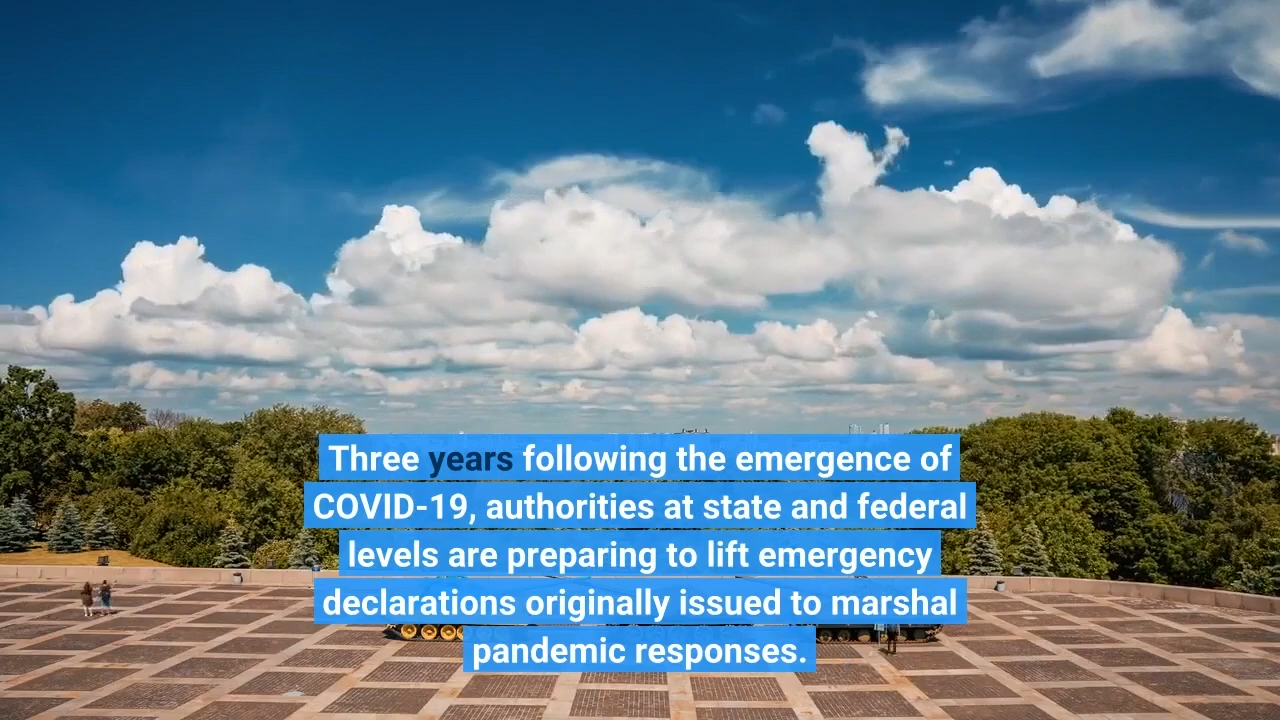 Three years following the emergence of
COVID-19, authorities at state and federal
levels are preparing to lift emergency
declarations originally issued to marshal
pandemic responses.